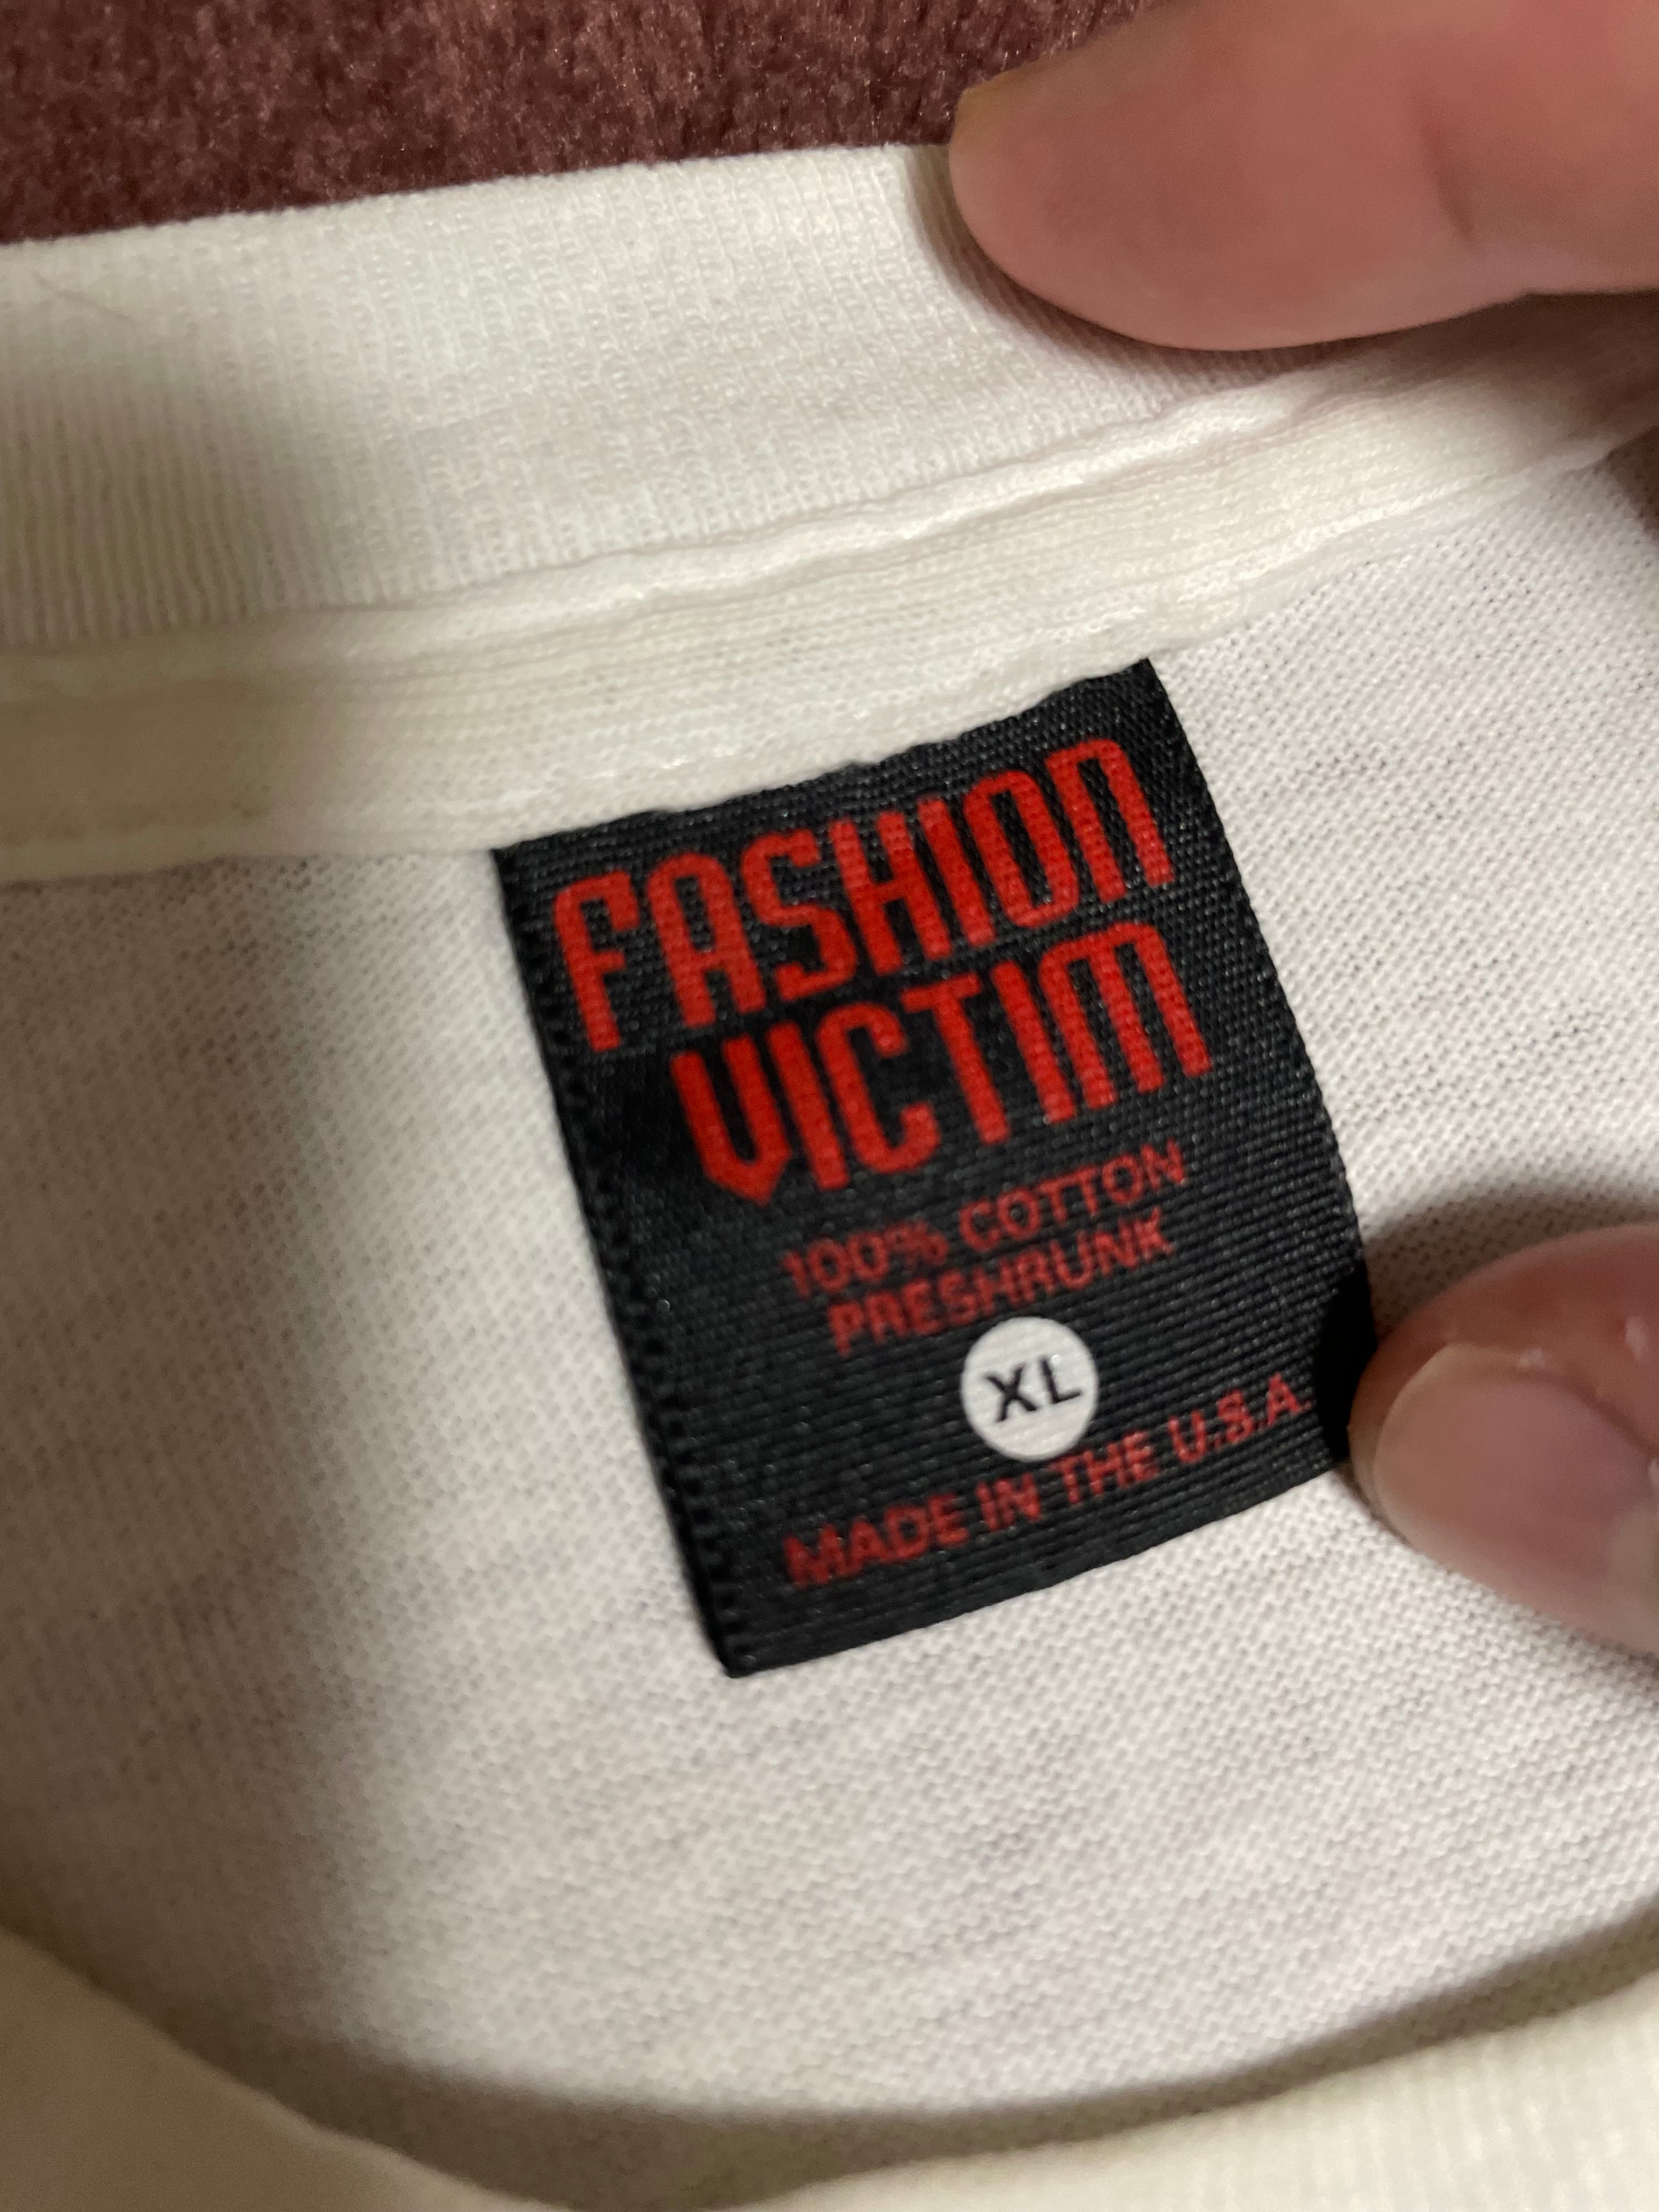 FASHION
VICTIM
100% COTTON
PRESHRUNK
XL
MADE IN THE U.S.A.